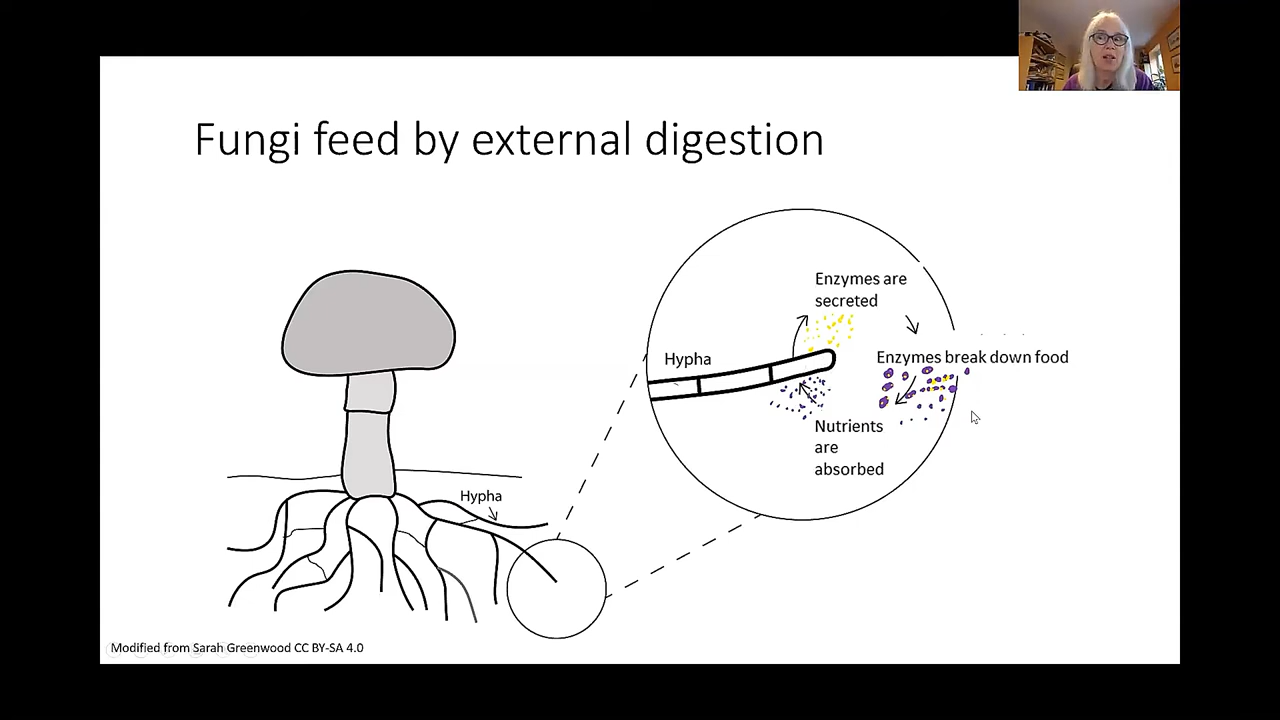 Fungi feed by external digestion
Enzymes are
secreted
Hypha
Enzymes break down food
Nutrients
are
absorbed
Hypha
Modified from Sarah Greenwood CC BY-SA 4.0